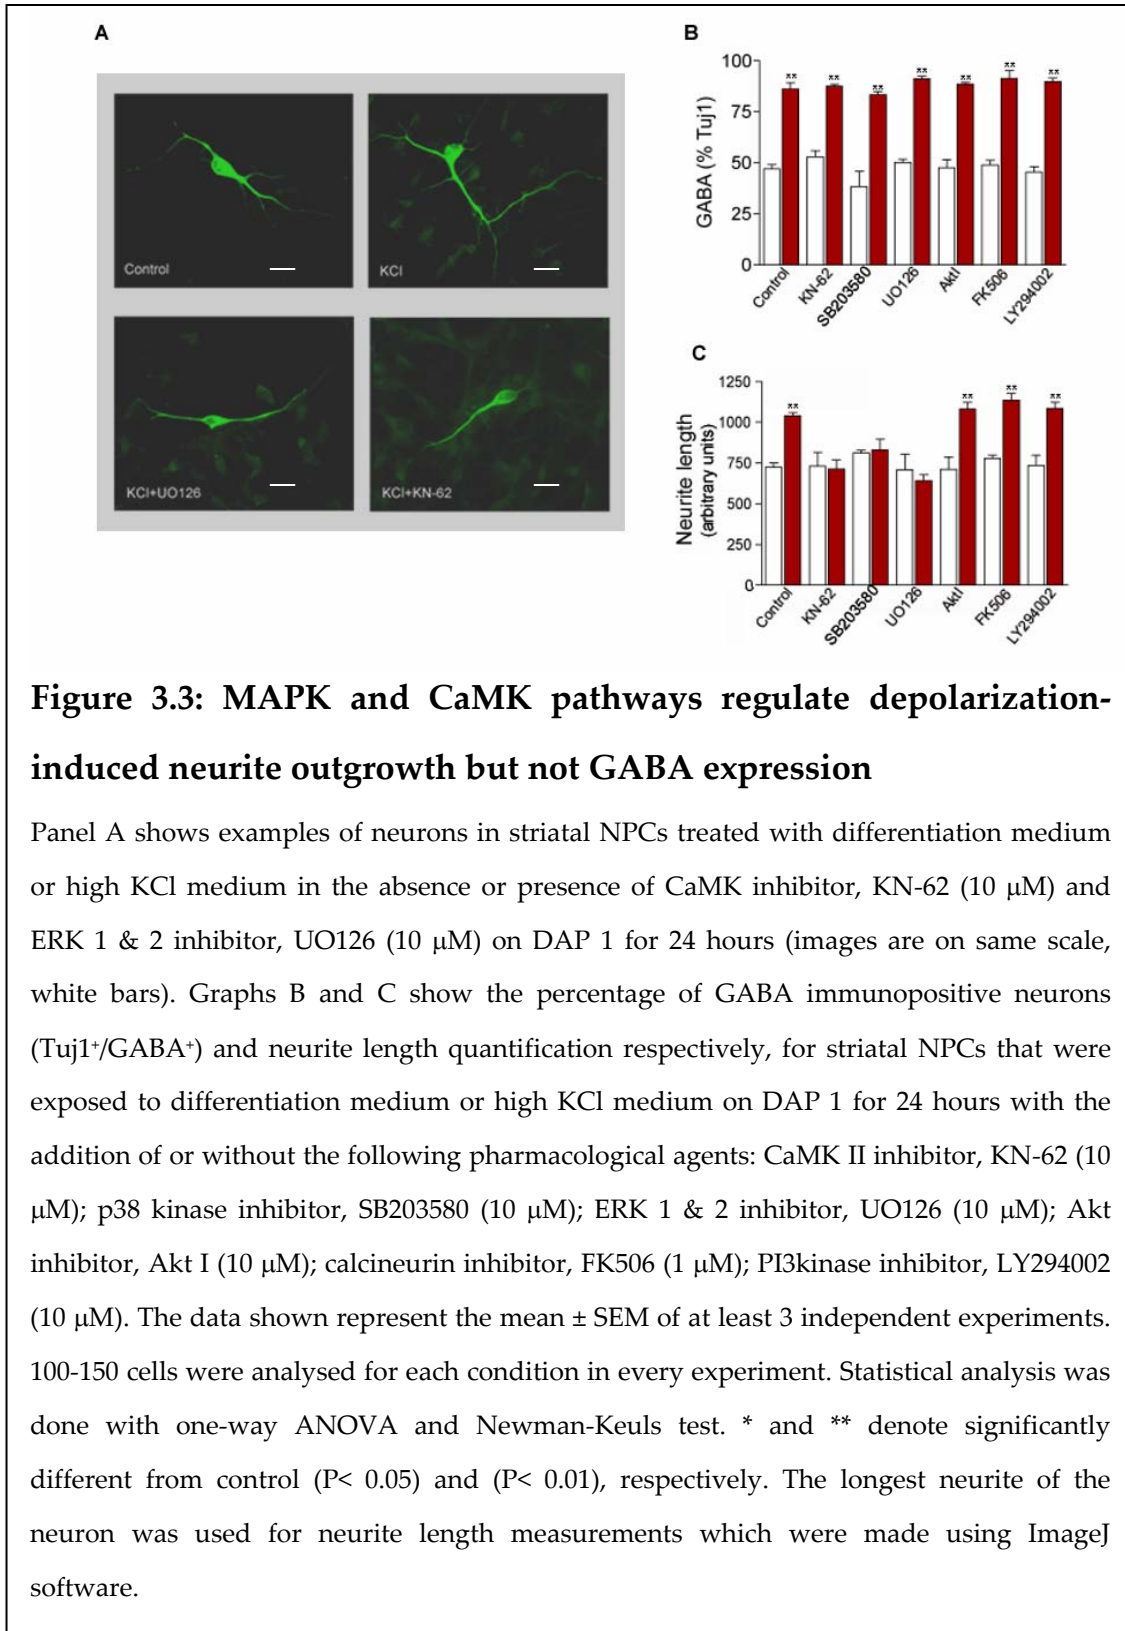 A
Control
KCl
KCl+UO126
KCl+KN-62
B
100
75
50
25
0
GABA (% Tuj1)
** ** ** ** ** ** **
Control KN-62 SB203580 UO126 AktI FK506 LY294002
C
1250
1000
750
500
250
0
Neurite length
(arbitrary units)
** ** ** **
Control KN-62 SB203580 UO126 AktI FK506 LY294002
Figure 3.3: MAPK and CaMK pathways regulate depolarization-
induced neurite outgrowth but not GABA expression
Panel A shows examples of neurons in striatal NPCs treated with differentiation medium
or high KCl medium in the absence or presence of CaMK inhibitor, KN-62 (10 μM) and
ERK 1 & 2 inhibitor, UO126 (10 μM) on DAP 1 for 24 hours (images are on same scale,
white bars). Graphs B and C show the percentage of GABA immunopositive neurons
(Tuj1⁺/GABA⁺) and neurite length quantification respectively, for striatal NPCs that were
exposed to differentiation medium or high KCl medium on DAP 1 for 24 hours with the
addition of or without the following pharmacological agents: CaMK II inhibitor, KN-62 (10
μM); p38 kinase inhibitor, SB203580 (10 μM); ERK 1 & 2 inhibitor, UO126 (10 μM); Akt
inhibitor, Akt I (10 μM); calcineurin inhibitor, FK506 (1 μM); PI3kinase inhibitor, LY294002
(10 μM). The data shown represent the mean ± SEM of at least 3 independent experiments.
100-150 cells were analysed for each condition in every experiment. Statistical analysis was
done with one-way ANOVA and Newman-Keuls test. * and ** denote significantly
different from control (P< 0.05) and (P< 0.01), respectively. The longest neurite of the
neuron was used for neurite length measurements which were made using ImageJ
software.